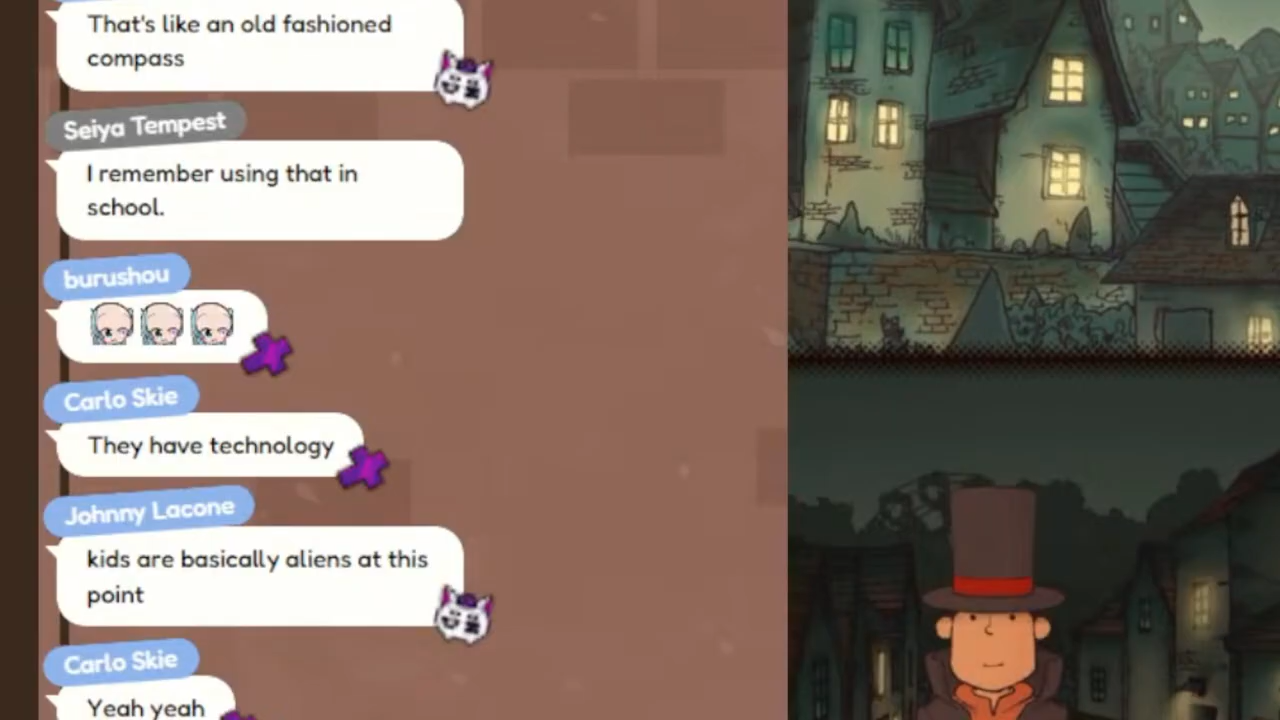 That's like an old fashioned
compass
Seiya Tempest
I remember using that in
school.
burushou
Carlo Skie
They have technology
Johnny Lacone
kids are basically aliens at this
point
Carlo Skie
Yeah yeah